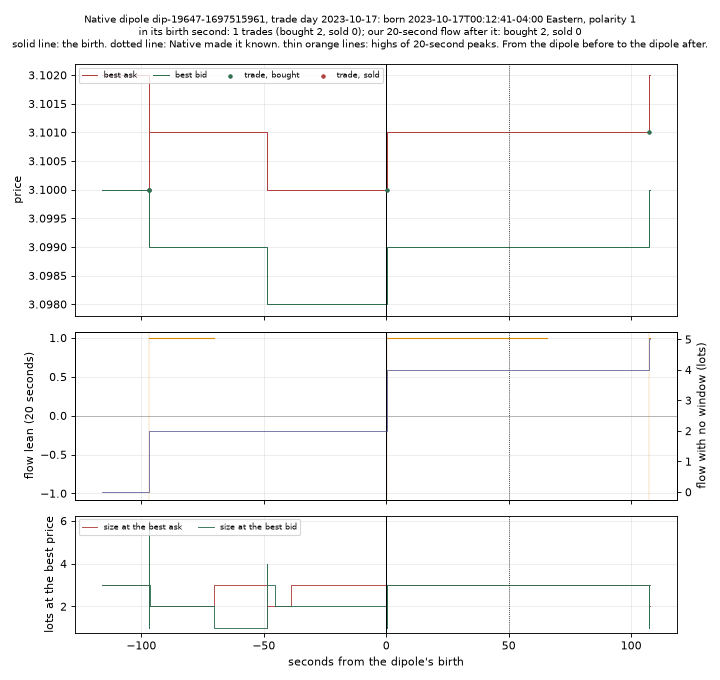 Native dipole dip-19647-1697515961, trade day 2023-10-17: born 2023-10-17T00:12:41-04:00 Eastern, polarity 1
in its birth second: 1 trades (bought 2, sold 0); our 20-second flow after it: bought 2, sold 0
solid line: the birth. dotted line: Native made it known. thin orange lines: highs of 20-second peaks. From the dipole before to the dipole after.
best ask
best bid
trade, bought
trade, sold
3.1020
3.1015
3.1010
3.1005
3.1000
3.0995
3.0990
3.0985
3.0980
price
1.0
0.5
0.0
−0.5
−1.0
flow lean (20 seconds)
5
4
3
2
1
0
flow with no window (lots)
size at the best ask
size at the best bid
6
4
2
lots at the best price
−100
−50
0
50
100
seconds from the dipole's birth